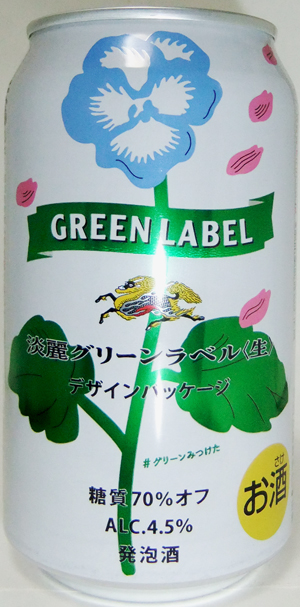 GREEN LABEL
淡麗グリーンラベル〈生〉
デザインパッケージ
#グリーンみつけた
さけ
お酒
糖質70%オフ
ALC.4.5%
発泡酒